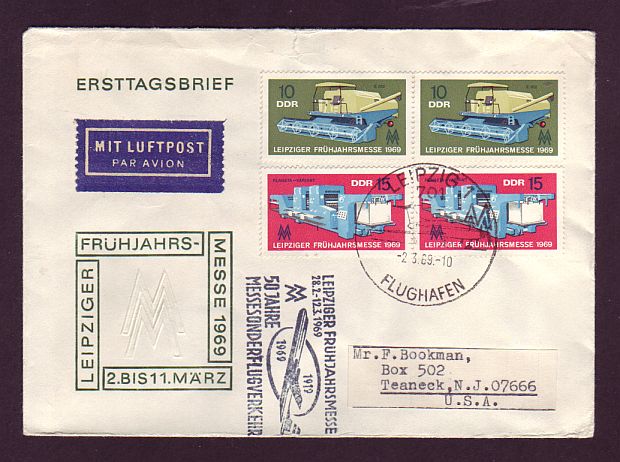 ERSTTAGSBRIEF
MIT LUFTPOST
PAR AVION
10
DDR
LEIPZIGER FRÜHJAHRSMESSE 1969
10
DDR
LEIPZIGER FRÜHJAHRSMESSE 1969
DDR 15
LEIPZIGER FRÜHJAHRSMESSE 1969
DDR 15
LEIPZIGER FRÜHJAHRSMESSE 1969
LEIPZIG 1
701
-2.3.69.-10
FLUGHAFEN
LEIPZIGER
FRÜHJAHRS-
MESSE 1969
2.BIS 11. MÄRZ
LEIPZIGER FRÜHJAHRSMESSE
28.2-12.3.1969
1919
1969
50 JAHRE
MESSESONDERFLUGVERKEHR
Mr.F.Bookman,
Box 502
Teaneck,N.J.07666
U.S.A.